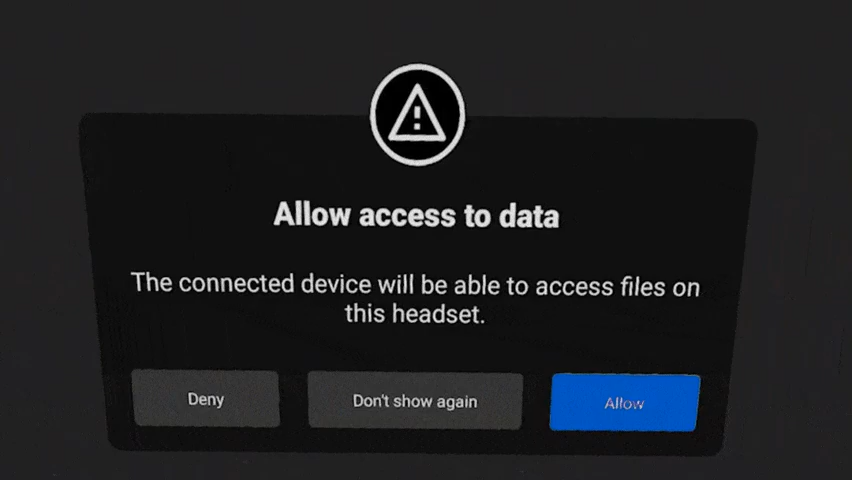 Allow access to data
The connected device will be able to access files on
this headset.
Deny
Don't show again
Allow